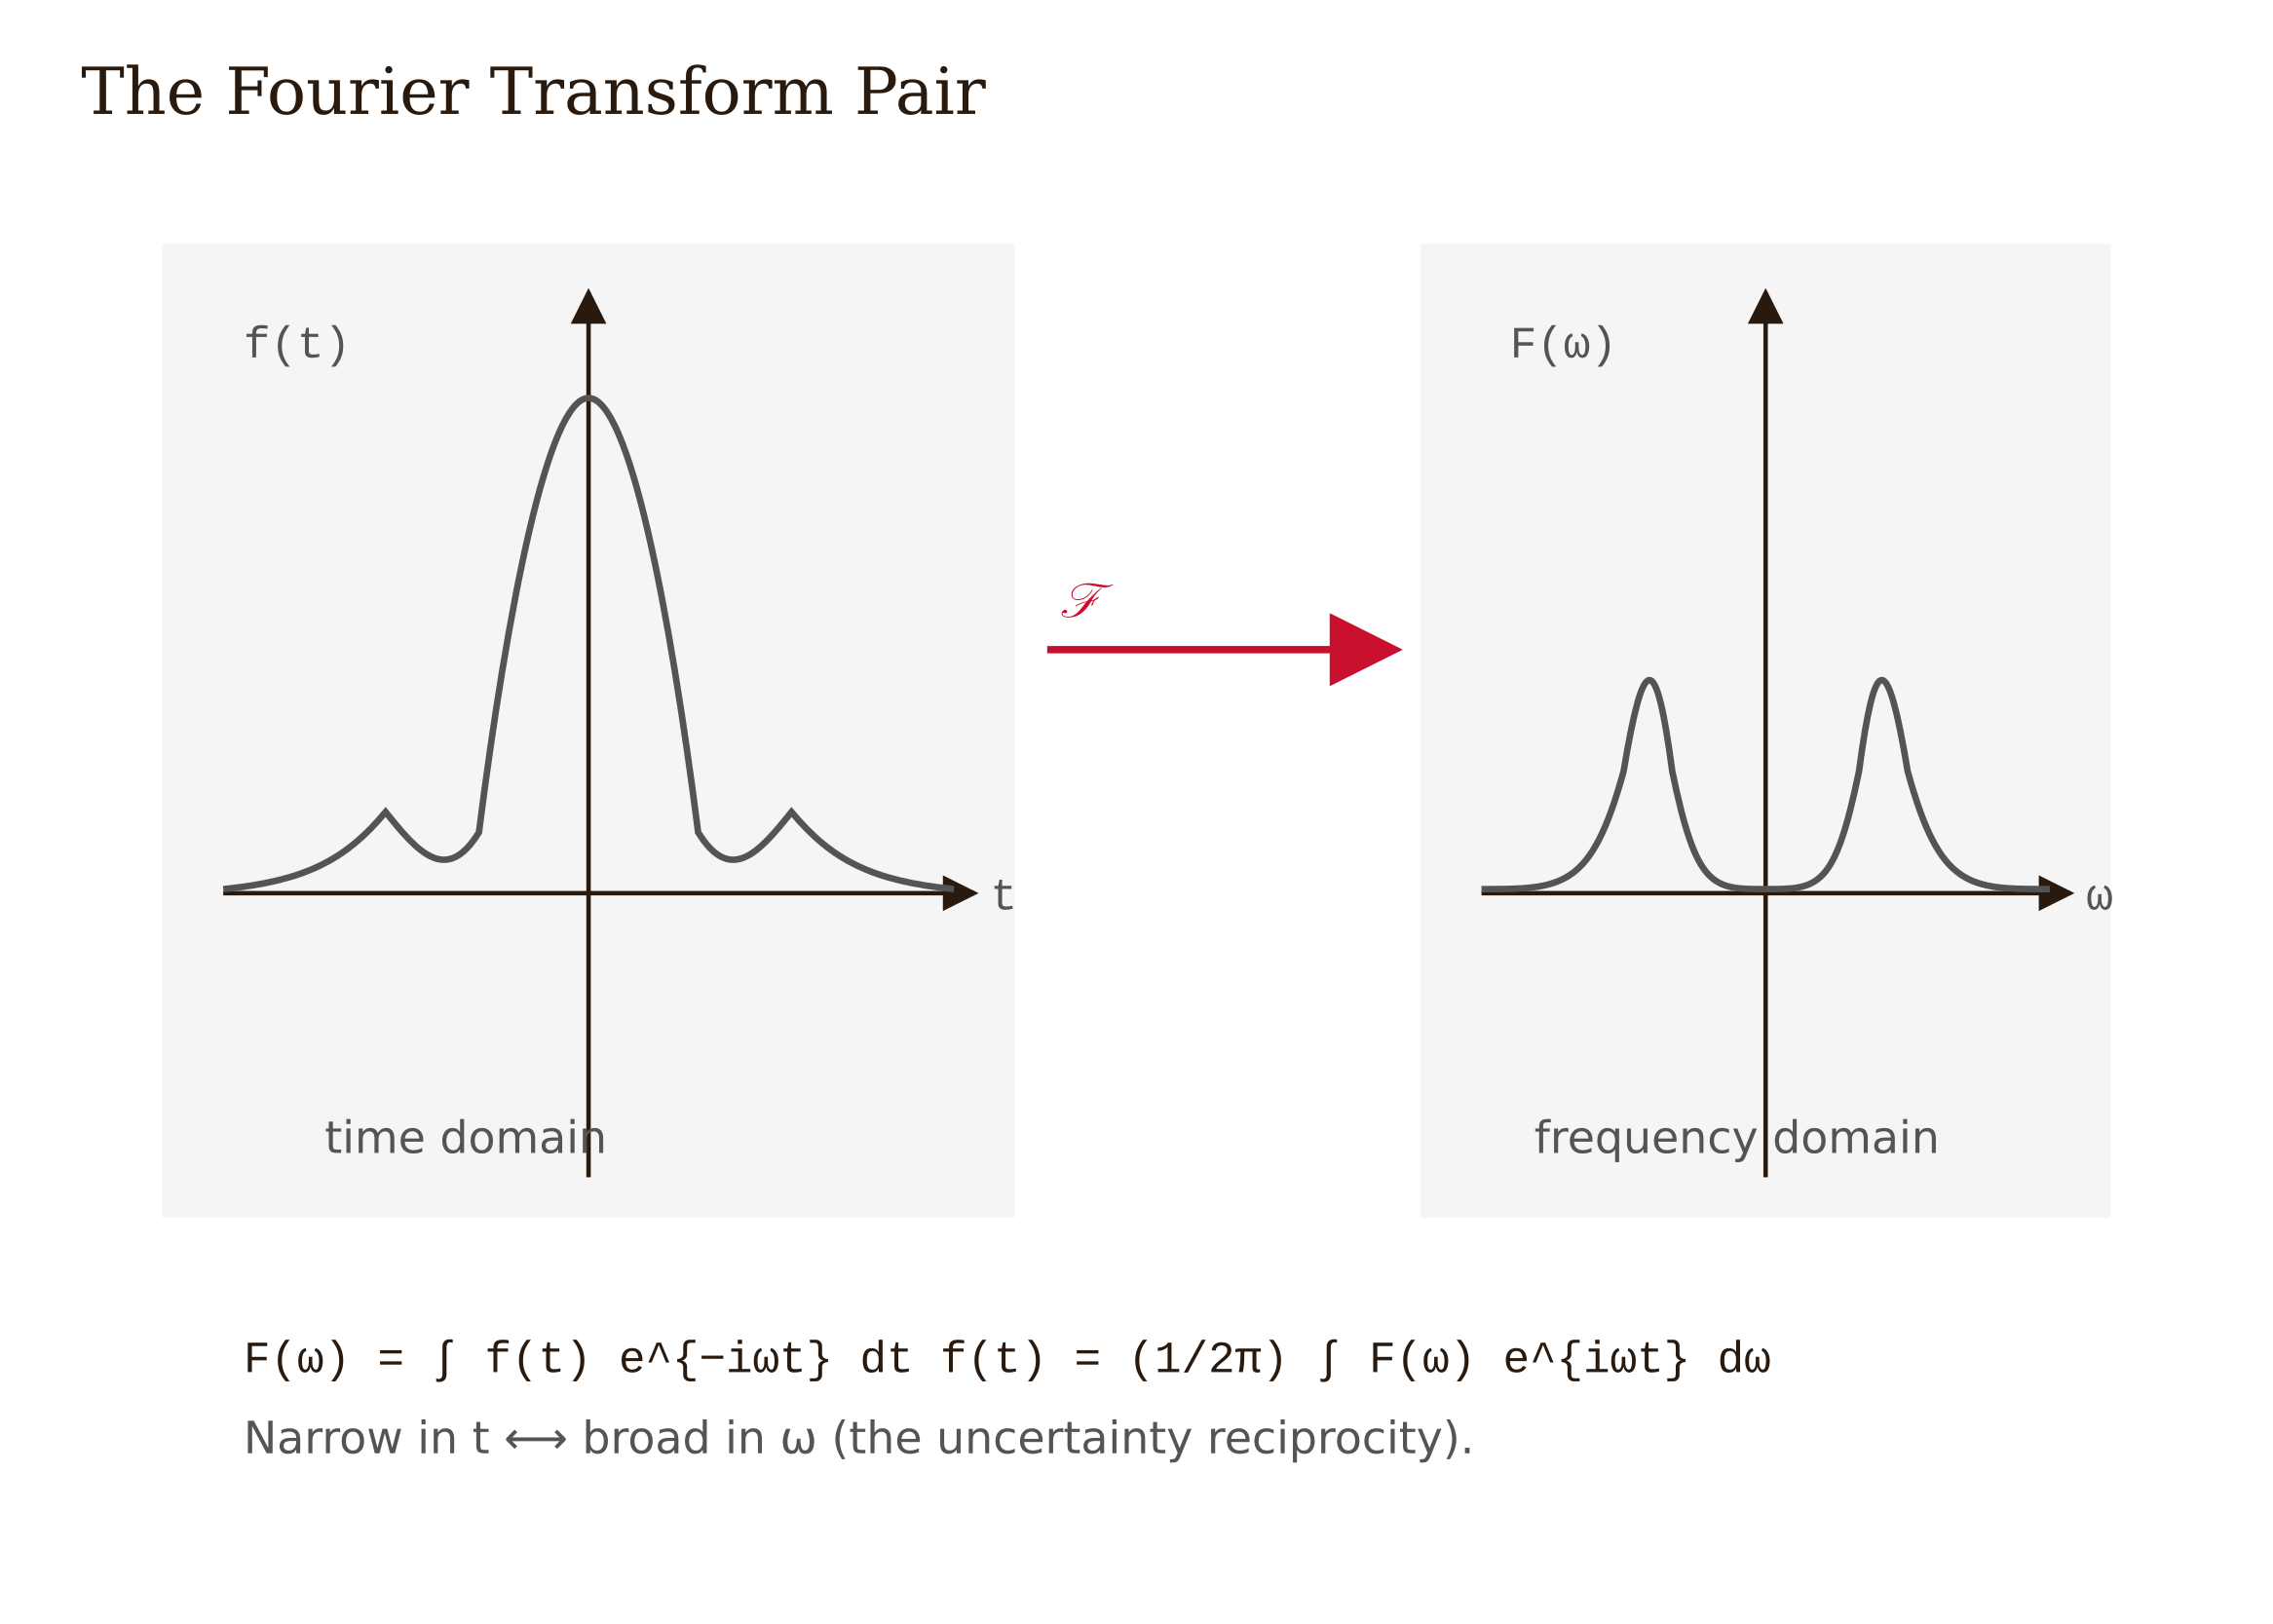 The Fourier Transform Pair
f(t)
t
time domain
ℱ
F(ω)
ω
frequency domain
F(ω) = ∫ f(t) e^{−iωt} dt f(t) = (1/2π) ∫ F(ω) e^{iωt} dω
Narrow in t ⟷ broad in ω (the uncertainty reciprocity).